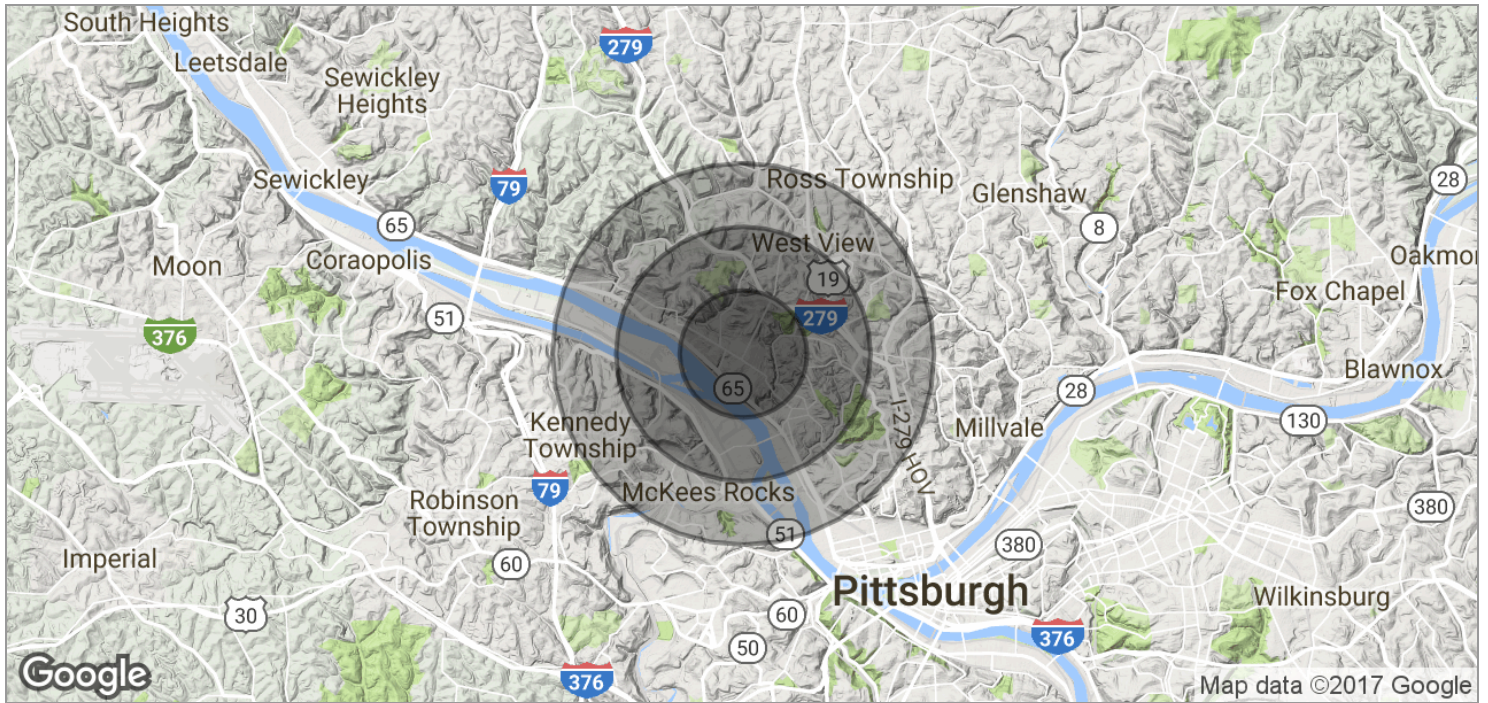 South Heights
Leetsdale
279
Sewickley
Heights
Sewickley
79
Ross Township
Glenshaw
28
65
8
West View
Moon
Coraopolis
Oakmo
19
Fox Chapel
51
279
376
Blawnox
65
28
130
Kennedy
Township
I-279 HOV
Millvale
79
McKees Rocks
Robinson
Township
380
51
380
Imperial
60
Pittsburgh
Wilkinsburg
30
60
376
50
376
Google
Map data ©2017 Google